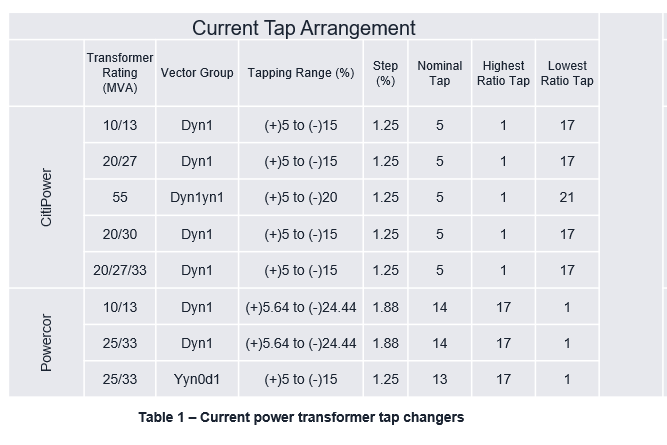 Current Tap Arrangement
Transformer Rating (MVA) Vector Group Tapping Range (%) Step (%) Nominal Tap Highest Ratio Tap Lowest Ratio Tap
CitiPower
10/13 Dyn1 (+)5 to (-)15 1.25 5 1 17
20/27 Dyn1 (+)5 to (-)15 1.25 5 1 17
55 Dyn1yn1 (+)5 to (-)20 1.25 5 1 21
20/30 Dyn1 (+)5 to (-)15 1.25 5 1 17
20/27/33 Dyn1 (+)5 to (-)15 1.25 5 1 17
Powercor
10/13 Dyn1 (+)5.64 to (-)24.44 1.88 14 17 1
25/33 Dyn1 (+)5.64 to (-)24.44 1.88 14 17 1
25/33 Yyn0d1 (+)5 to (-)15 1.25 13 17 1
Table 1 – Current power transformer tap changers